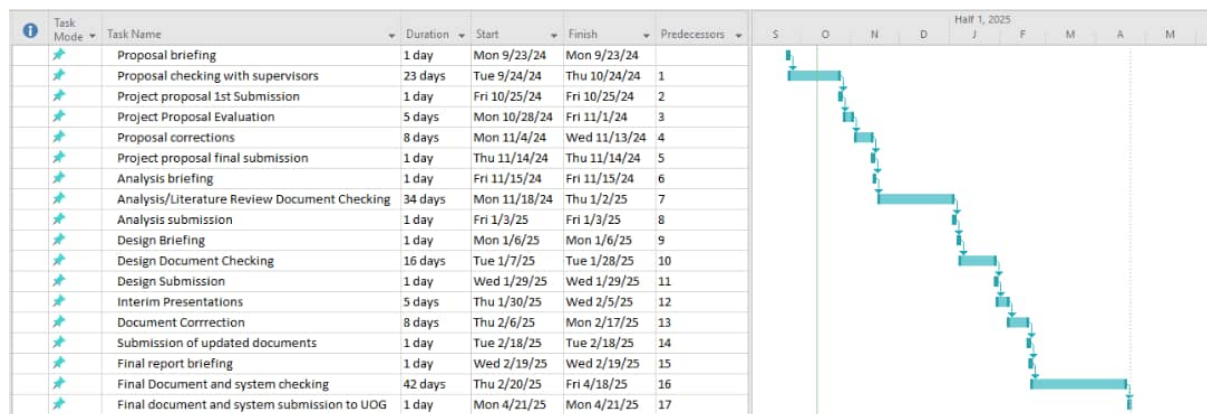 Half 1, 2025
Task Mode Task Name Duration Start Finish Predecessors S O N D J F M A M
Proposal briefing 1 day Mon 9/23/24 Mon 9/23/24
Proposal checking with supervisors 23 days Tue 9/24/24 Thu 10/24/24 1
Project proposal 1st Submission 1 day Fri 10/25/24 Fri 10/25/24 2
Project Proposal Evaluation 5 days Mon 10/28/24 Fri 11/1/24 3
Proposal corrections 8 days Mon 11/4/24 Wed 11/13/24 4
Project proposal final submission 1 day Thu 11/14/24 Thu 11/14/24 5
Analysis briefing 1 day Fri 11/15/24 Fri 11/15/24 6
Analysis/Literature Review Document Checking 34 days Mon 11/18/24 Thu 1/2/25 7
Analysis submission 1 day Fri 1/3/25 Fri 1/3/25 8
Design Briefing 1 day Mon 1/6/25 Mon 1/6/25 9
Design Document Checking 16 days Tue 1/7/25 Tue 1/28/25 10
Design Submission 1 day Wed 1/29/25 Wed 1/29/25 11
Interim Presentations 5 days Thu 1/30/25 Wed 2/5/25 12
Document Corrrection 8 days Thu 2/6/25 Mon 2/17/25 13
Submission of updated documents 1 day Tue 2/18/25 Tue 2/18/25 14
Final report briefing 1 day Wed 2/19/25 Wed 2/19/25 15
Final Document and system checking 42 days Thu 2/20/25 Fri 4/18/25 16
Final document and system submission to UOG 1 day Mon 4/21/25 Mon 4/21/25 17